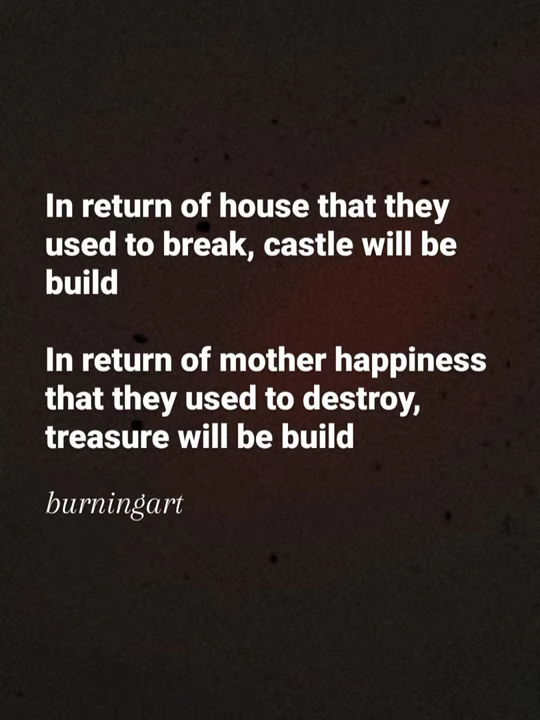 In return of house that they
used to break, castle will be
build
In return of mother happiness
that they used to destroy,
treasure will be build
burningart